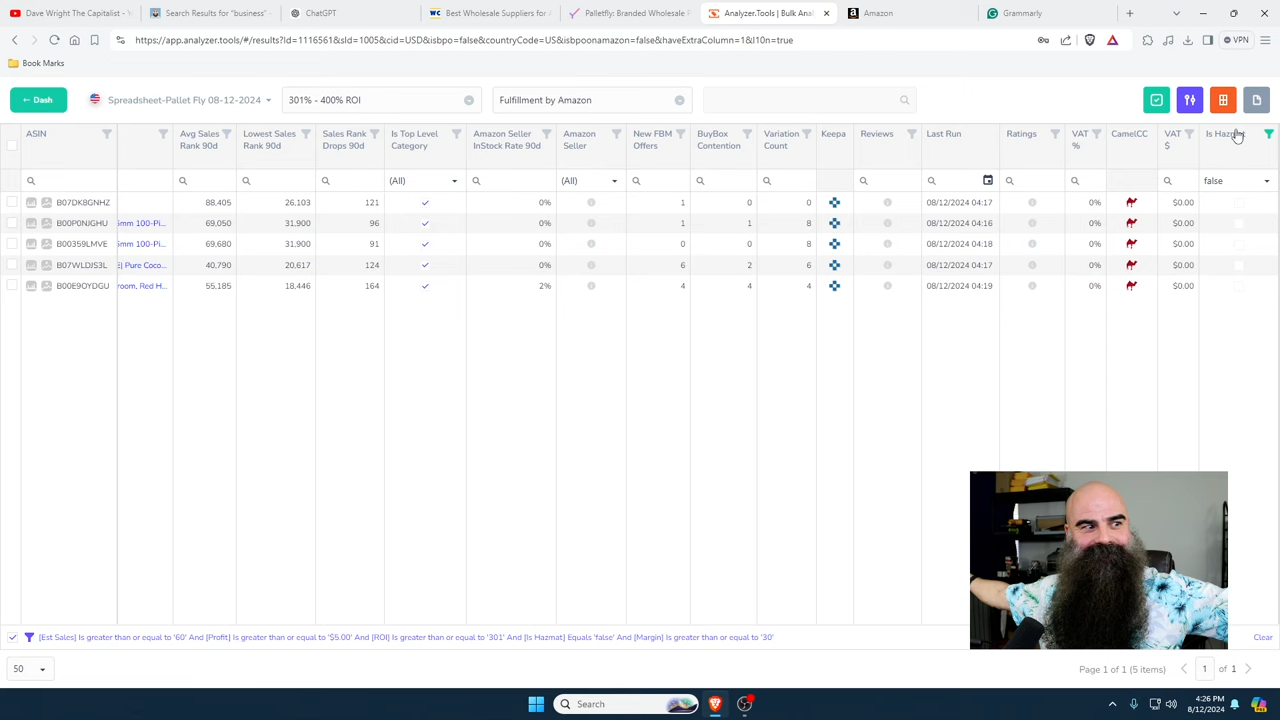 Dave Wright The Capitalist - Y
Search Results for "business"
ChatGPT
Best Wholesale Suppliers for A
Palletfly: Branded Wholesale P
Analyzer.Tools | Bulk Anal
Amazon
Grammarly
https://app.analyzer.tools/#/results?Id=1116561&sId=1005&cid=USD&isbpo=false&countryCode=US&isbpoonamazon=false&haveExtraColumn=1&l10n=true
VPN
Book Marks
← Dash
Spreadsheet-Pallet Fly 08-12-2024
301% - 400% ROI
Fulfillment by Amazon
ASIN Avg Sales Rank 90d Lowest Sales Rank 90d Sales Rank Drops 90d Is Top Level Category Amazon Seller InStock Rate 90d Amazon Seller New FBM Offers BuyBox Contention Variation Count Keepa Reviews Last Run Ratings VAT % CamelCC VAT $ Is Hazmat
(All) (All) false
B07DK8GNHZ 88,405 26,103 121 0% 1 0 0 08/12/2024 04:17 0% $0.00
B00P0NJGHU 5mm 100-Pi... 69,050 31,900 96 0% 1 1 8 08/12/2024 04:16 0% $0.00
B00359LMVE 5mm 100-Pi... 69,680 31,900 91 0% 0 0 8 08/12/2024 04:18 0% $0.00
B07WLDJS3L E) Pure Coco... 40,790 20,617 124 0% 6 2 6 08/12/2024 04:17 0% $0.00
B00E9OYDGU room, Red H... 55,185 18,446 164 2% 4 4 4 08/12/2024 04:19 0% $0.00
[Est Sales] Is greater than or equal to '60' And [Profit] Is greater than or equal to '$5.00' And [ROI] Is greater than or equal to '301' And [Is Hazmat] Equals 'false' And [Margin] Is greater than or equal to '30'
Clear
50
Page 1 of 1 (5 items)
1 of 1
Search
4:26 PM
8/12/2024